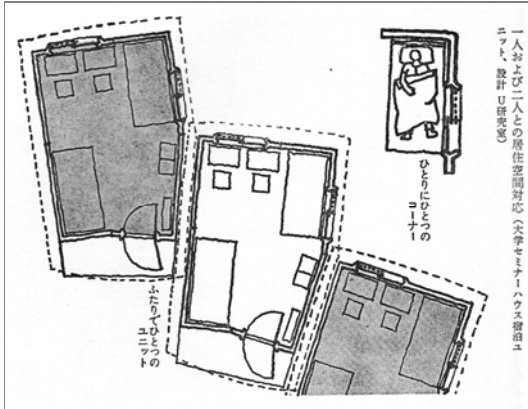 一人および二人との居住空間対応（大学セミナーハウス宿泊ユ
ニット、設計 U研究室）
ひとりにひとつの
コーナー
ふたりでひとつの
ユニット